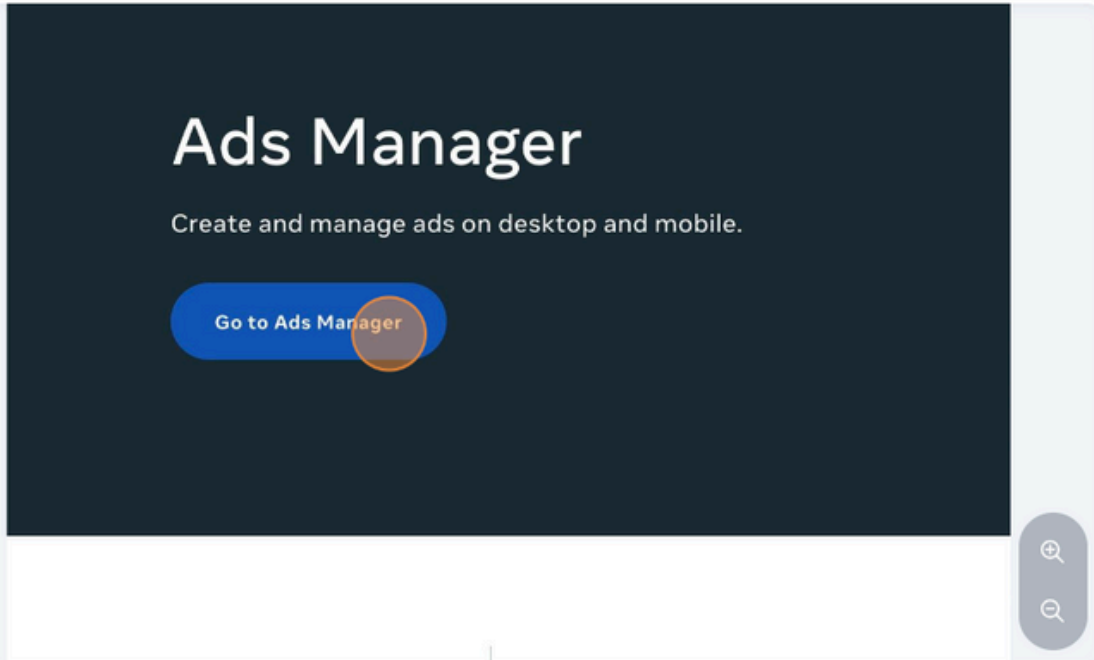 Ads Manager
Create and manage ads on desktop and mobile.
Go to Ads Manager